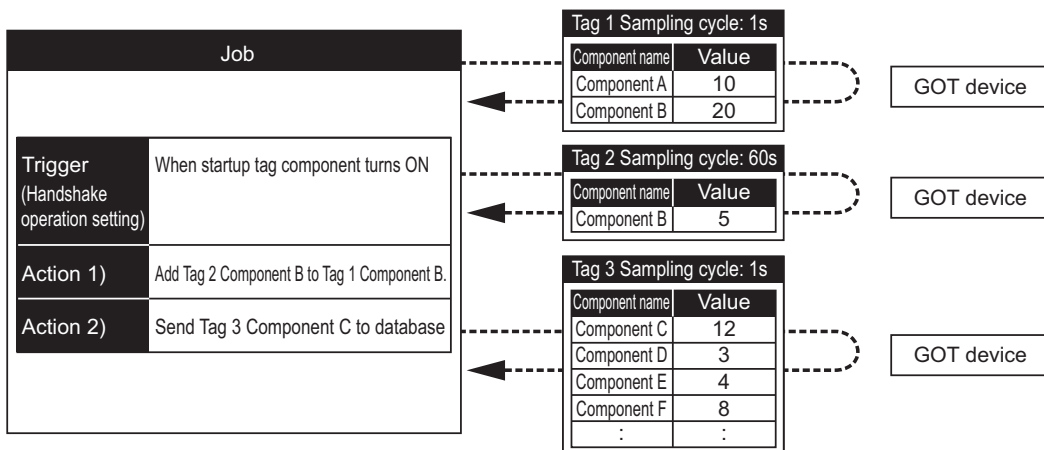 Job
Trigger
(Handshake
operation setting)
When startup tag component turns ON
Action 1)
Add Tag 2 Component B to Tag 1 Component B.
Action 2)
Send Tag 3 Component C to database
Tag 1 Sampling cycle: 1s
Component name Value
Component A 10
Component B 20
GOT device
Tag 2 Sampling cycle: 60s
Component name Value
Component B 5
GOT device
Tag 3 Sampling cycle: 1s
Component name Value
Component C 12
Component D 3
Component E 4
Component F 8
: :
GOT device